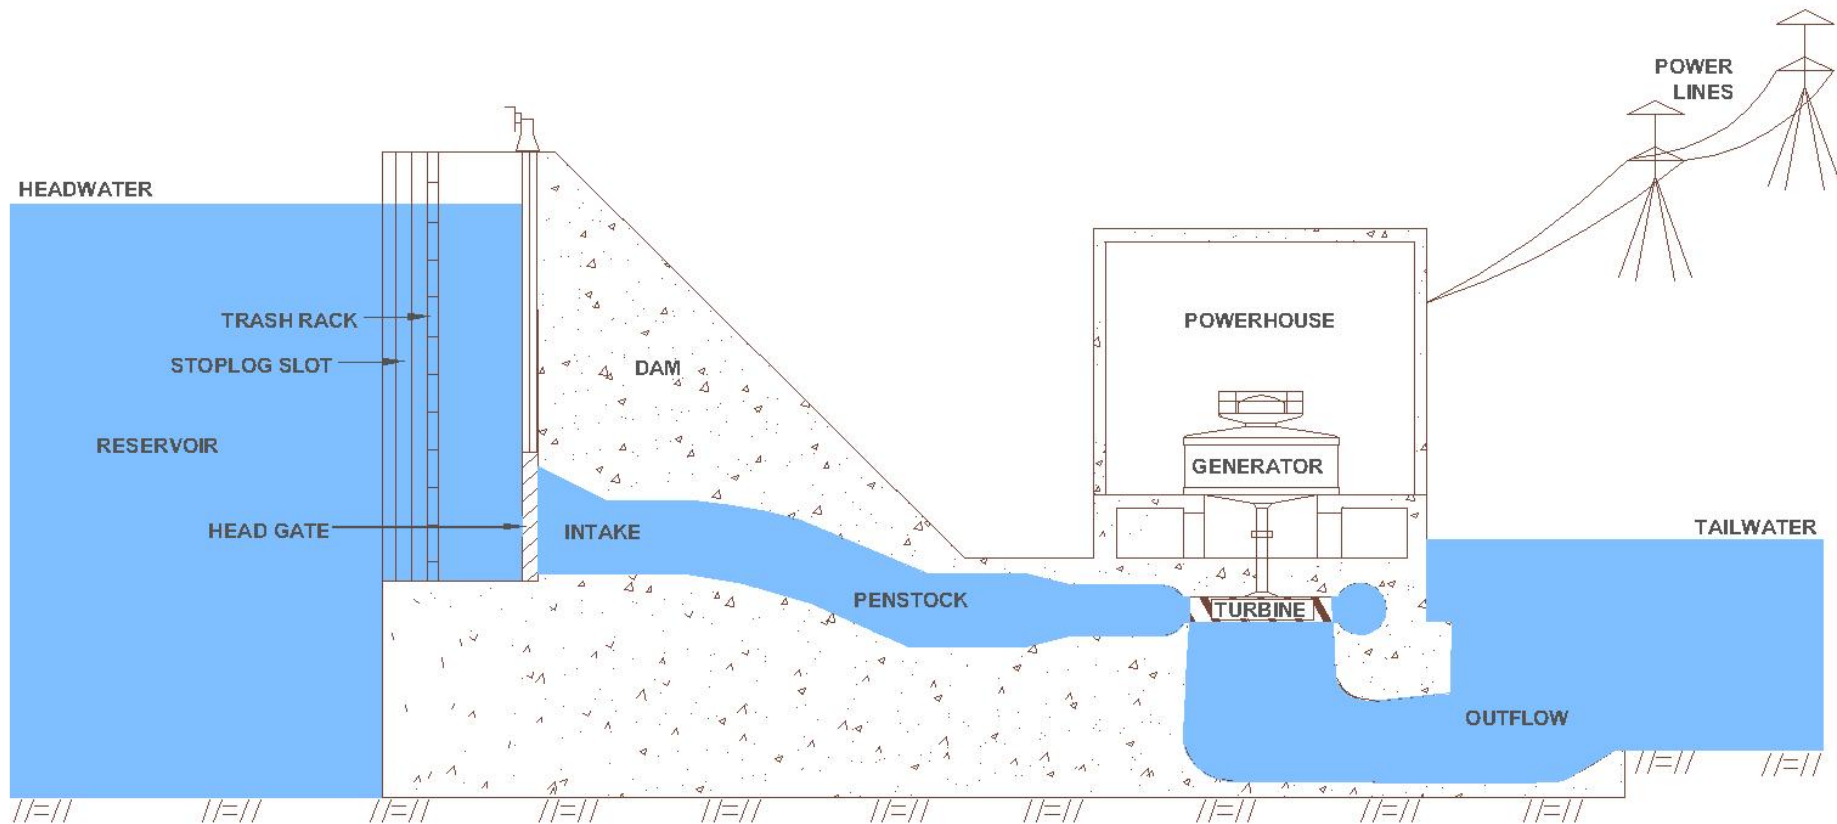 POWER
LINES
HEADWATER
TRASH RACK
POWERHOUSE
STOPLOG SLOT
DAM
RESERVOIR
GENERATOR
HEAD GATE
INTAKE
TAILWATER
PENSTOCK
TURBINE
OUTFLOW